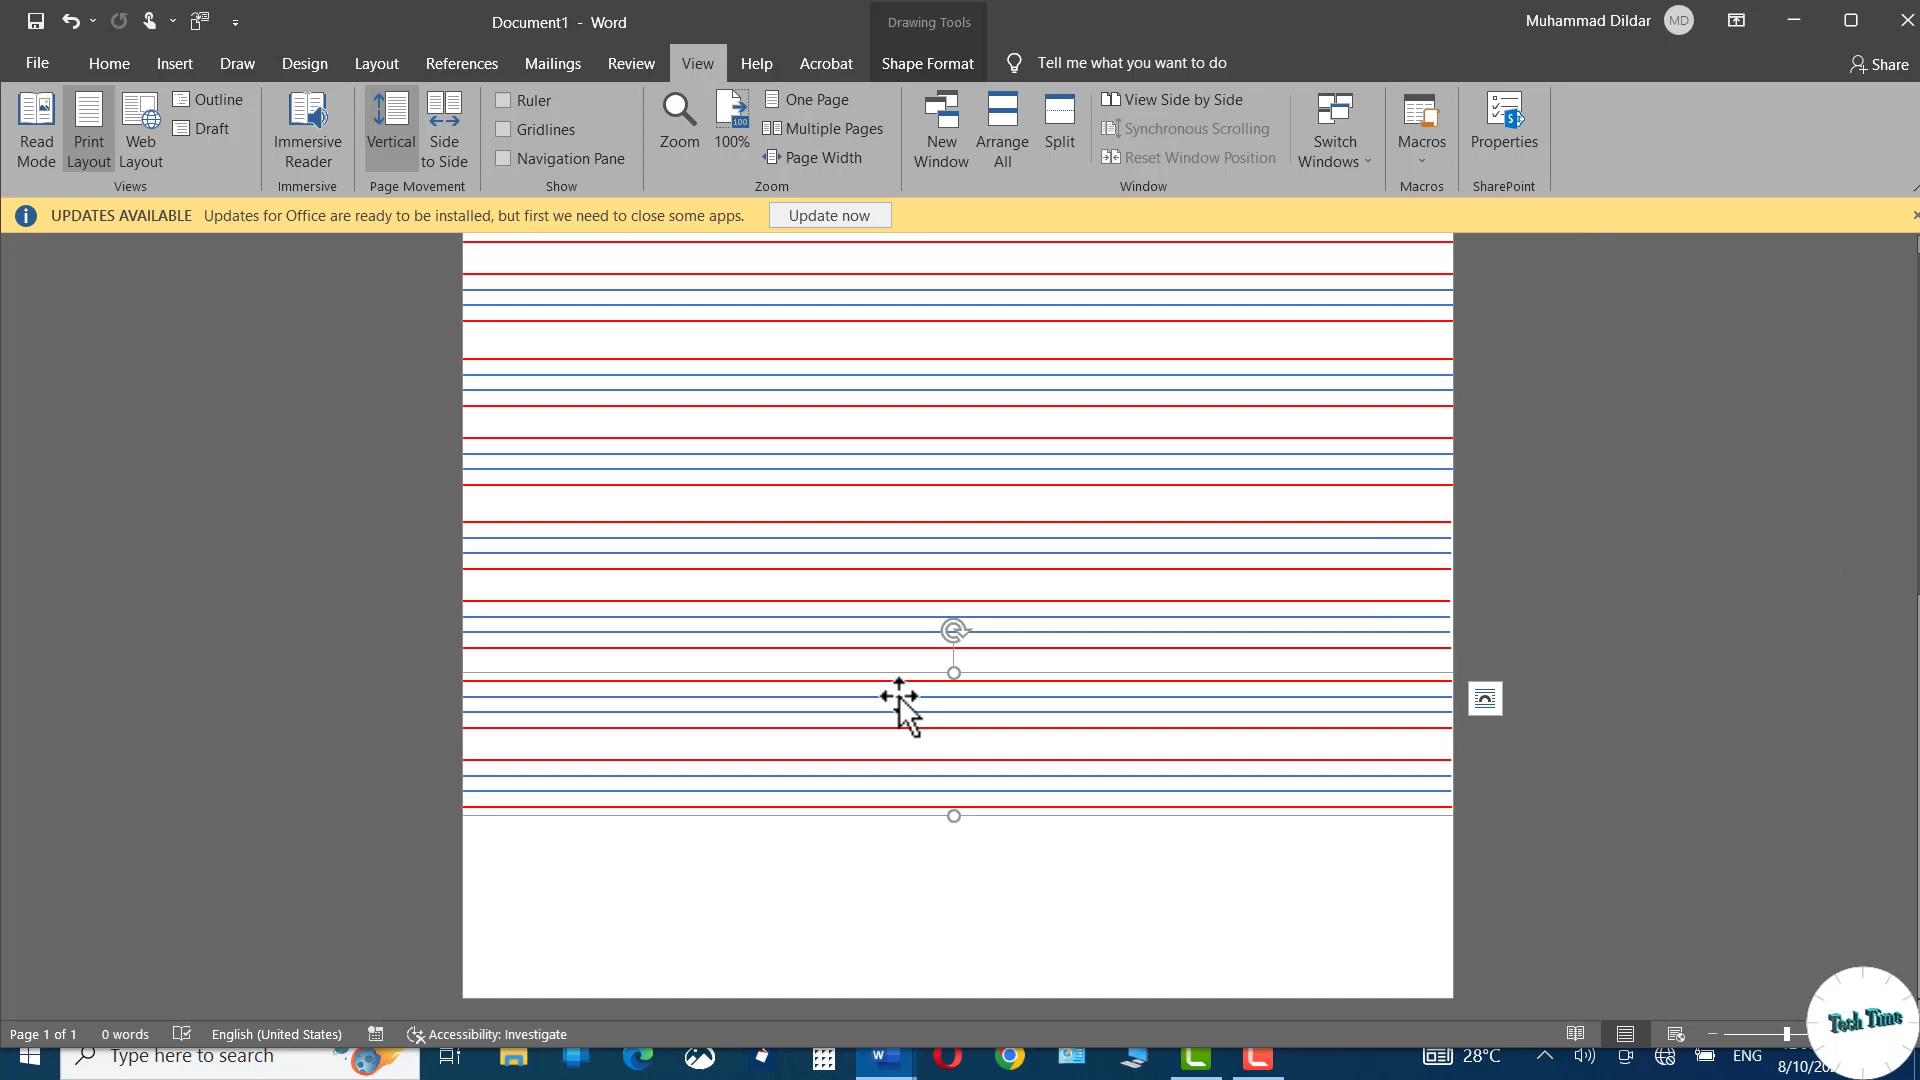 Document1 - Word
Drawing Tools
Muhammad Dildar
MD
File
Home
Insert
Draw
Design
Layout
References
Mailings
Review
View
Help
Acrobat
Shape Format
Tell me what you want to do
Share
Read Mode
Print Layout
Web Layout
Outline
Draft
Views
Immersive Reader
Immersive
Vertical
Side to Side
Page Movement
Ruler
Gridlines
Navigation Pane
Show
Zoom
100
100%
One Page
Multiple Pages
Page Width
Zoom
New Window
Arrange All
Split
View Side by Side
Synchronous Scrolling
Reset Window Position
Window
Switch Windows
Macros
Macros
Properties
SharePoint
UPDATES AVAILABLE Updates for Office are ready to be installed, but first we need to close some apps.
Update now
Page 1 of 1
0 words
English (United States)
Accessibility: Investigate
Tech Time
Type here to search
28°C
ENG